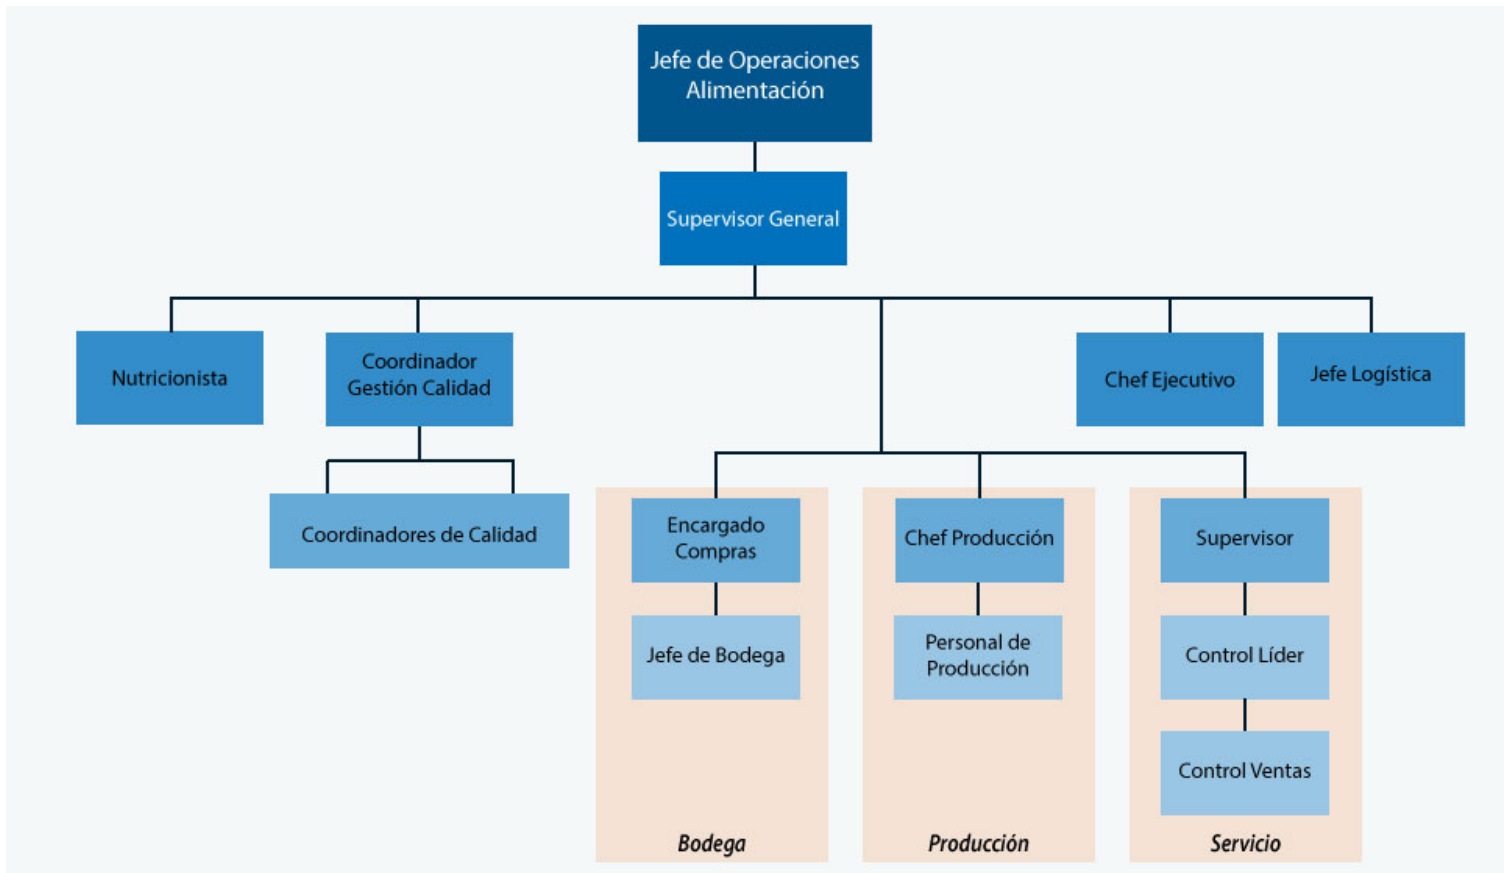 Jefe de Operaciones
Alimentación
Supervisor General
Nutricionista
Coordinador
Gestión Calidad
Chef Ejecutivo
Jefe Logística
Coordinadores de Calidad
Encargado
Compras
Chef Producción
Supervisor
Jefe de Bodega
Personal de
Producción
Control Líder
Control Ventas
Bodega
Producción
Servicio